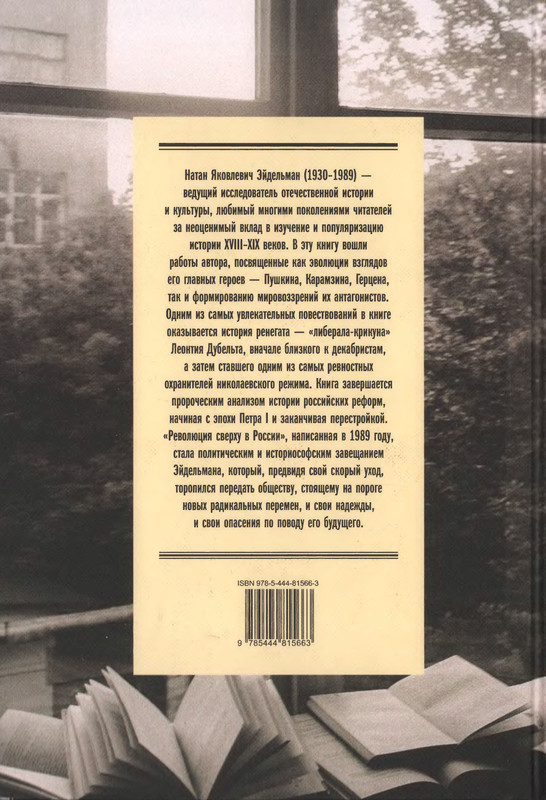 Натан Яковлевич Эйдельман (1930–1989) —
ведущий исследователь отечественной истории
и культуры, любимый многими поколениями читателей
за неоценимый вклад в изучение и популяризацию
истории XVIII–XIX веков. В эту книгу вошли
работы автора, посвященные как эволюции взглядов
его главных героев — Пушкина, Карамзина, Герцена,
так и формированию мировоззрений их антагонистов.
Одним из самых увлекательных повествований в книге
оказывается история ренегата — «либерала-крикуна»
Леонтия Дубельта, вначале близкого к декабристам,
а затем ставшего одним из самых ревностных
охранителей николаевского режима. Книга завершается
пророческим анализом истории российских реформ,
начиная с эпохи Петра I и заканчивая перестройкой.
«Революция сверху в России», написанная в 1989 году,
стала политическим и историософским завещанием
Эйдельмана, который, предвидя свой скорый уход,
торопился передать обществу, стоящему на пороге
новых радикальных перемен, и свои надежды,
и свои опасения по поводу его будущего.
ISBN 978-5-444-81566-3
9 785444 815663